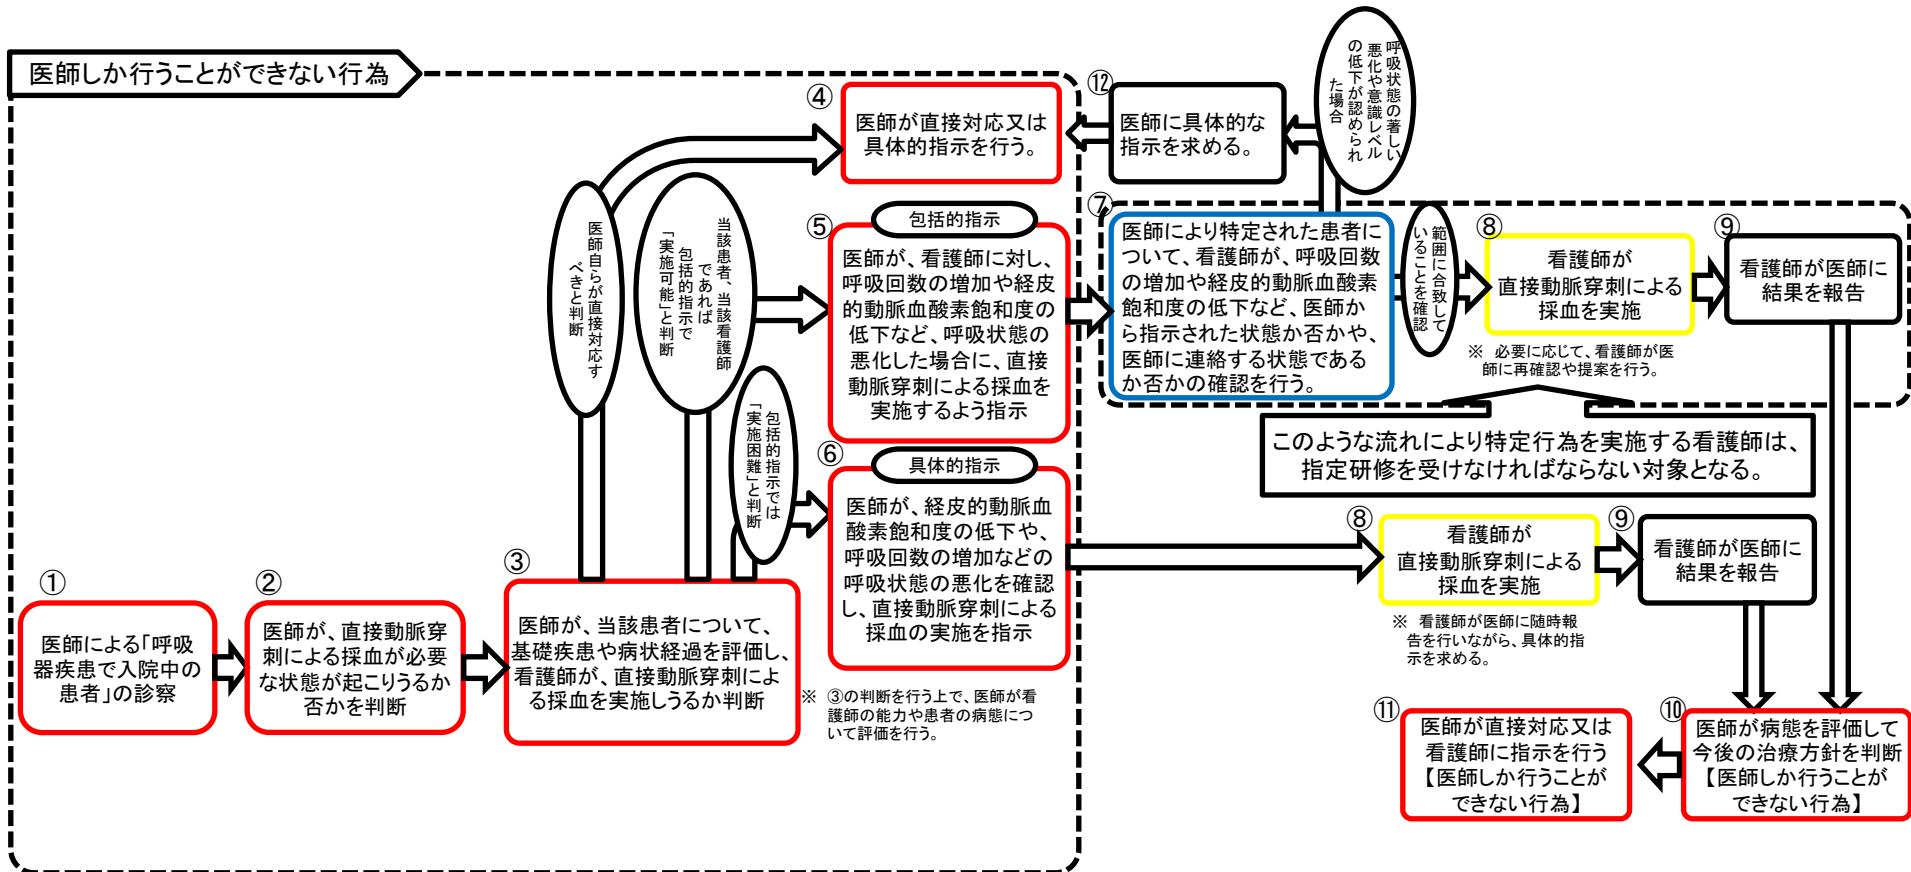 医師しか行うことができない行為
①
医師による「呼吸
器疾患で入院中の
患者」の診察
②
医師が、直接動脈穿
刺による採血が必要
な状態が起こりうるか
否かを判断
③
医師が、当該患者について、
基礎疾患や病状経過を評価し、
看護師が、直接動脈穿刺によ
る採血を実施しうるか判断
※ ③の判断を行う上で、医師が看
護師の能力や患者の病態につ
いて評価を行う。
医師自らが直接対応す
べきと判断
④
医師が直接対応又は
具体的指示を行う。
当該患者、当該看護師
であれば
包括的指示で
「実施可能」と判断
⑤
包括的指示
医師が、看護師に対し、
呼吸回数の増加や経皮
的動脈血酸素飽和度の
低下など、呼吸状態の
悪化した場合に、直接
動脈穿刺による採血を
実施するよう指示
包括的指示では
「実施困難」と判断
⑥
具体的指示
医師が、経皮的動脈血
酸素飽和度の低下や、
呼吸回数の増加などの
呼吸状態の悪化を確認
し、直接動脈穿刺による
採血の実施を指示
⑫
医師に具体的な
指示を求める。
呼吸状態の著しい
悪化や意識レベル
の低下が認められ
た場合
⑦
医師により特定された患者に
ついて、看護師が、呼吸回数
の増加や経皮的動脈血酸素
飽和度の低下など、医師か
ら指示された状態か否かや、
医師に連絡する状態である
か否かの確認を行う。
範囲に合致して
いることを確認
⑧
看護師が
直接動脈穿刺による
採血を実施
※ 必要に応じて、看護師が医
師に再確認や提案を行う。
⑨
看護師が医師に
結果を報告
このような流れにより特定行為を実施する看護師は、
指定研修を受けなければならない対象となる。
⑧
看護師が
直接動脈穿刺による
採血を実施
※ 看護師が医師に随時報
告を行いながら、具体的指
示を求める。
⑨
看護師が医師に
結果を報告
⑩
医師が病態を評価して
今後の治療方針を判断
【医師しか行うことが
できない行為】
⑪
医師が直接対応又は
看護師に指示を行う
【医師しか行うことが
できない行為】